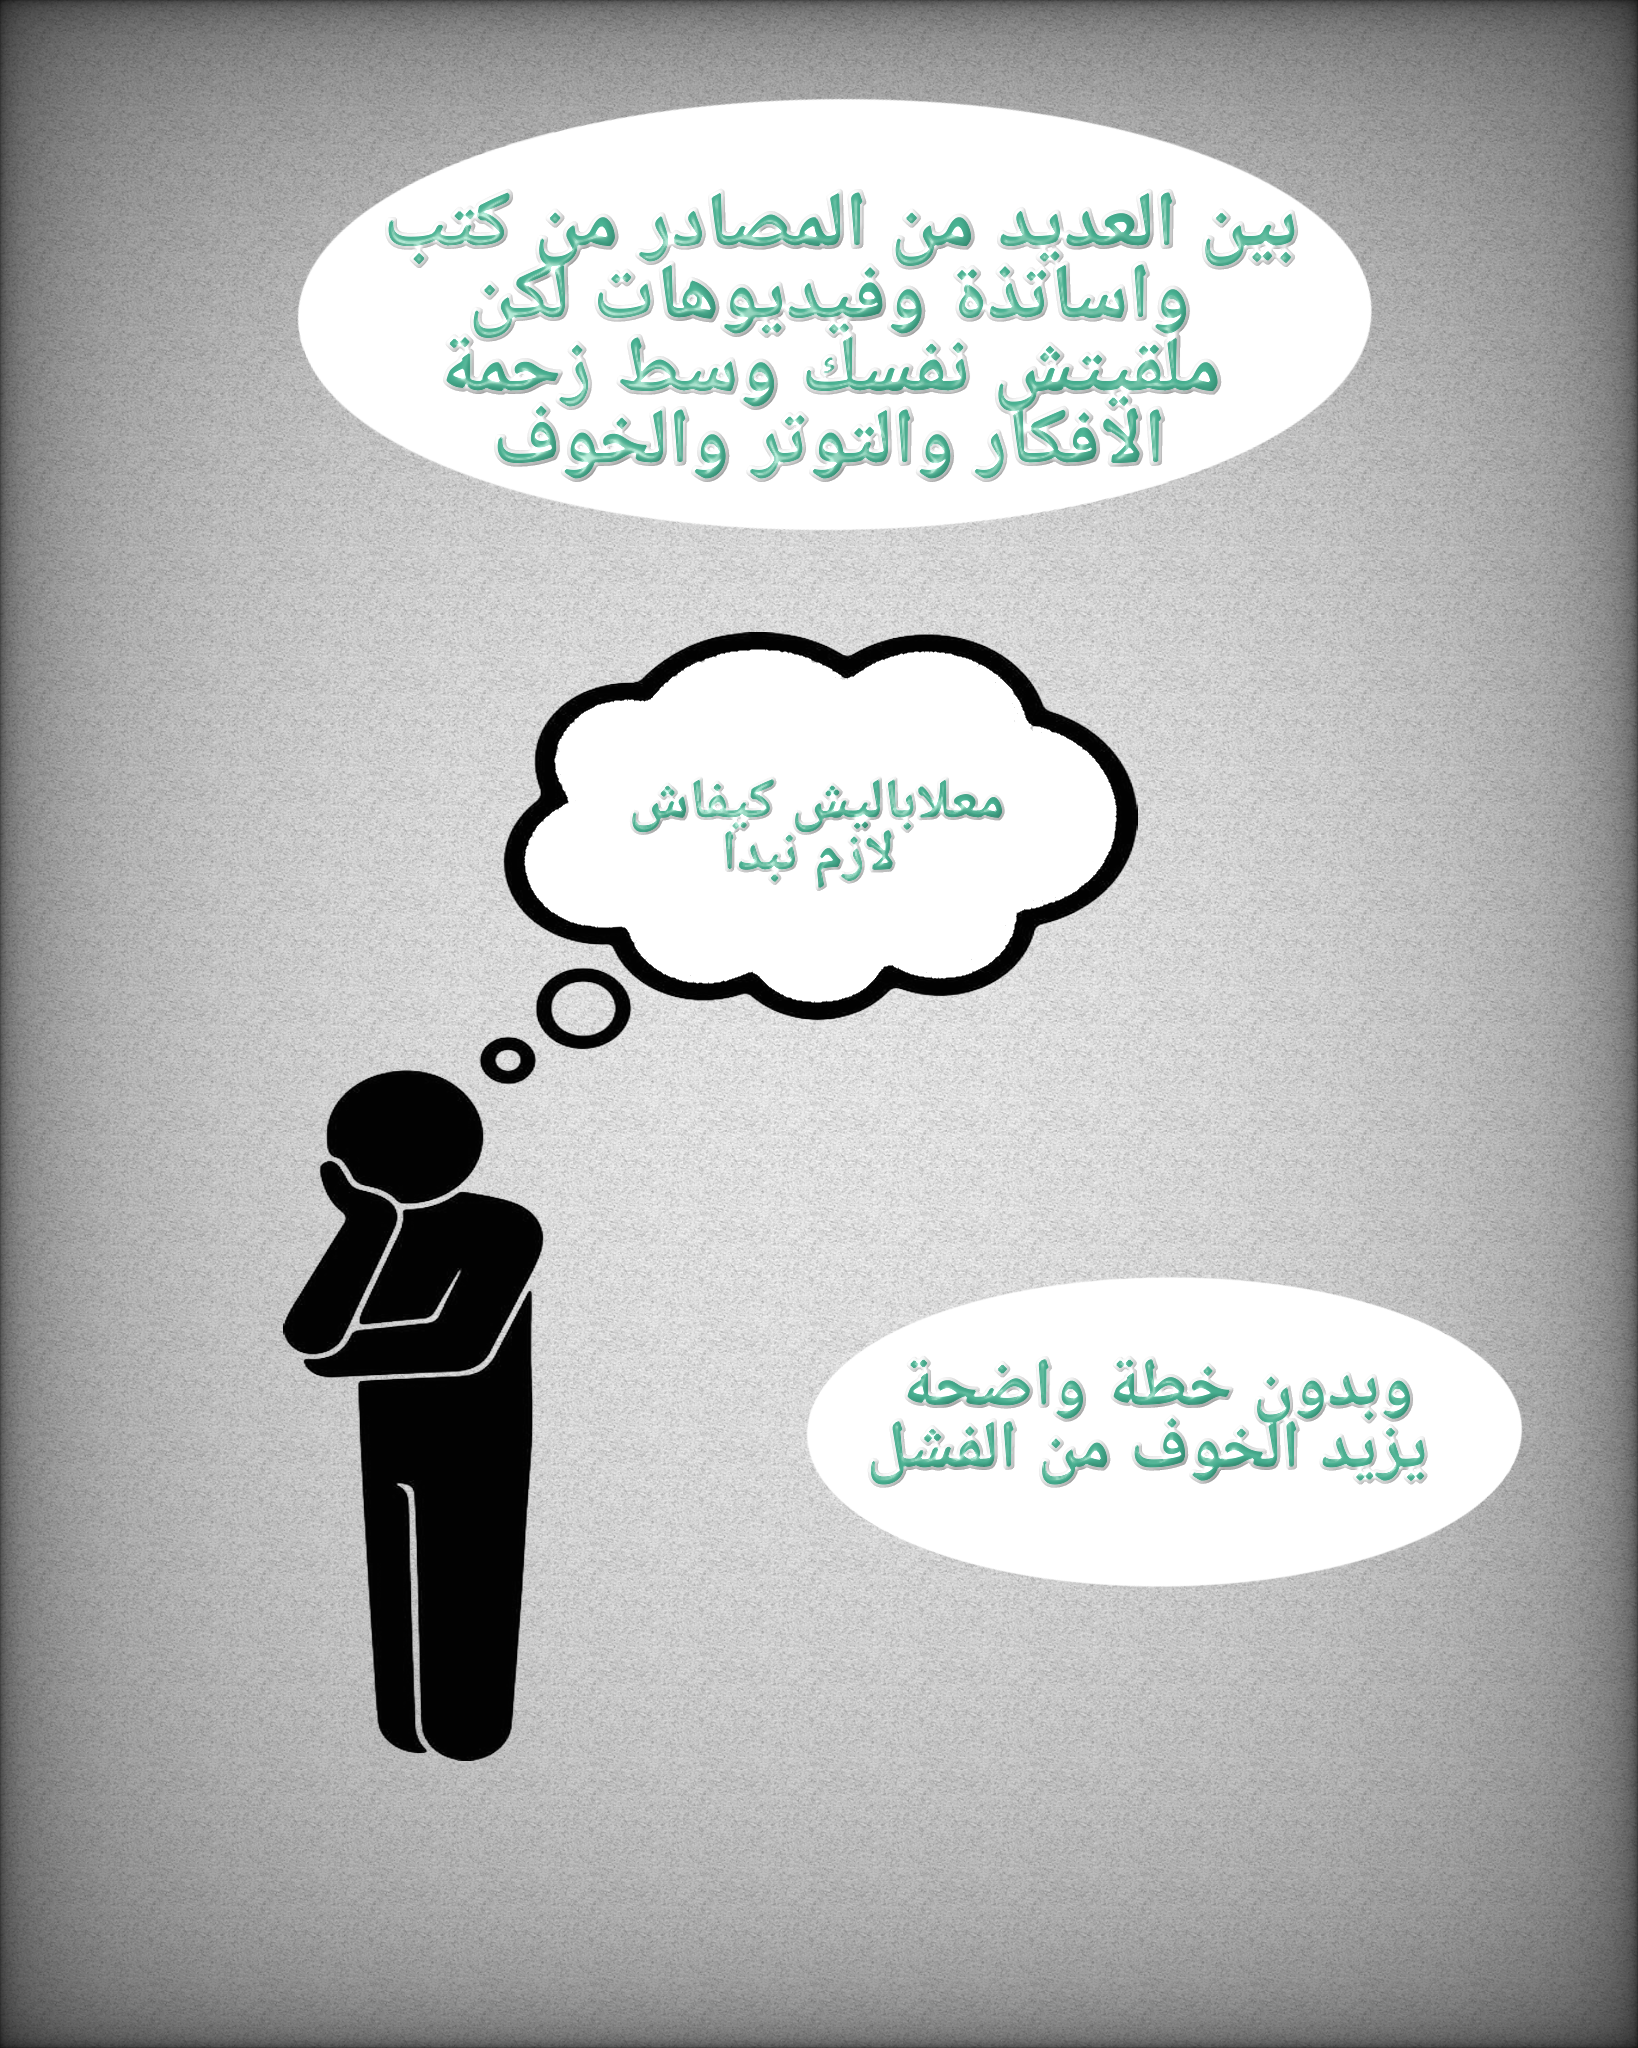 بين العديد من المصادر من كتب
واساتذة وفيديوهات لكن
ملقيتش نفسك وسط زحمة
الافكار والتوتر والخوف
معلاباليش كيفاش
لازم نبدا
وبدون خطة واضحة
يزيد الخوف من الفشل